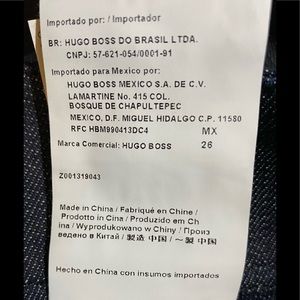 Importado por: / Importador
BR: HUGO BOSS DO BRASIL LTDA.
CNPJ: 57-621-054/0001-91
Importado para Mexico por:
HUGO BOSS MEXICO S.A. DE C.V.
LAMARTINE No. 415 COL.
BOSQUE DE CHAPULTEPEC
MEXICO, D.F. MIGUEL HIDALGO C.P. 11580
RFC HBM990413DC4 MX
Marca Comercial: HUGO BOSS 26
Z001319043
Made in China / Fabriqué en Chine /
Prodotto in Cina / Produzido em Ch
ina / Wyprodukowano w Chiny / Произ
ведено в Китай / 製造 中国 / ～製 中国
Hecho en China con insumos importados